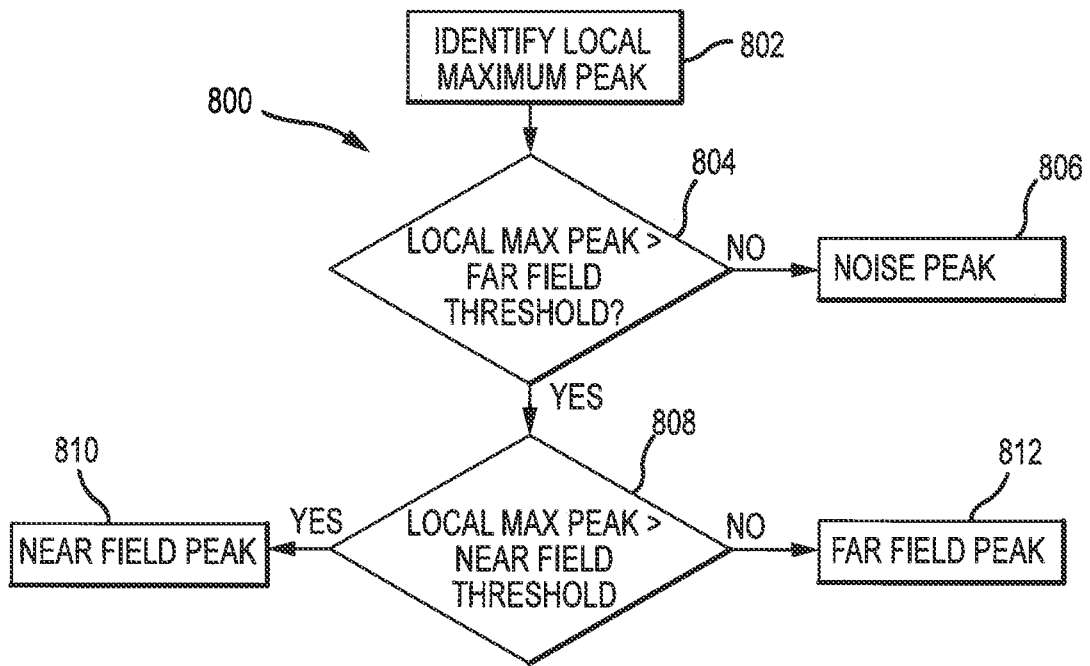 IDENTIFY LOCAL
MAXIMUM PEAK
802
800
804
LOCAL MAX PEAK >
FAR FIELD
THRESHOLD?
NO
806
NOISE PEAK
YES
808
LOCAL MAX PEAK >
NEAR FIELD
THRESHOLD
YES
810
NEAR FIELD PEAK
NO
812
FAR FIELD PEAK